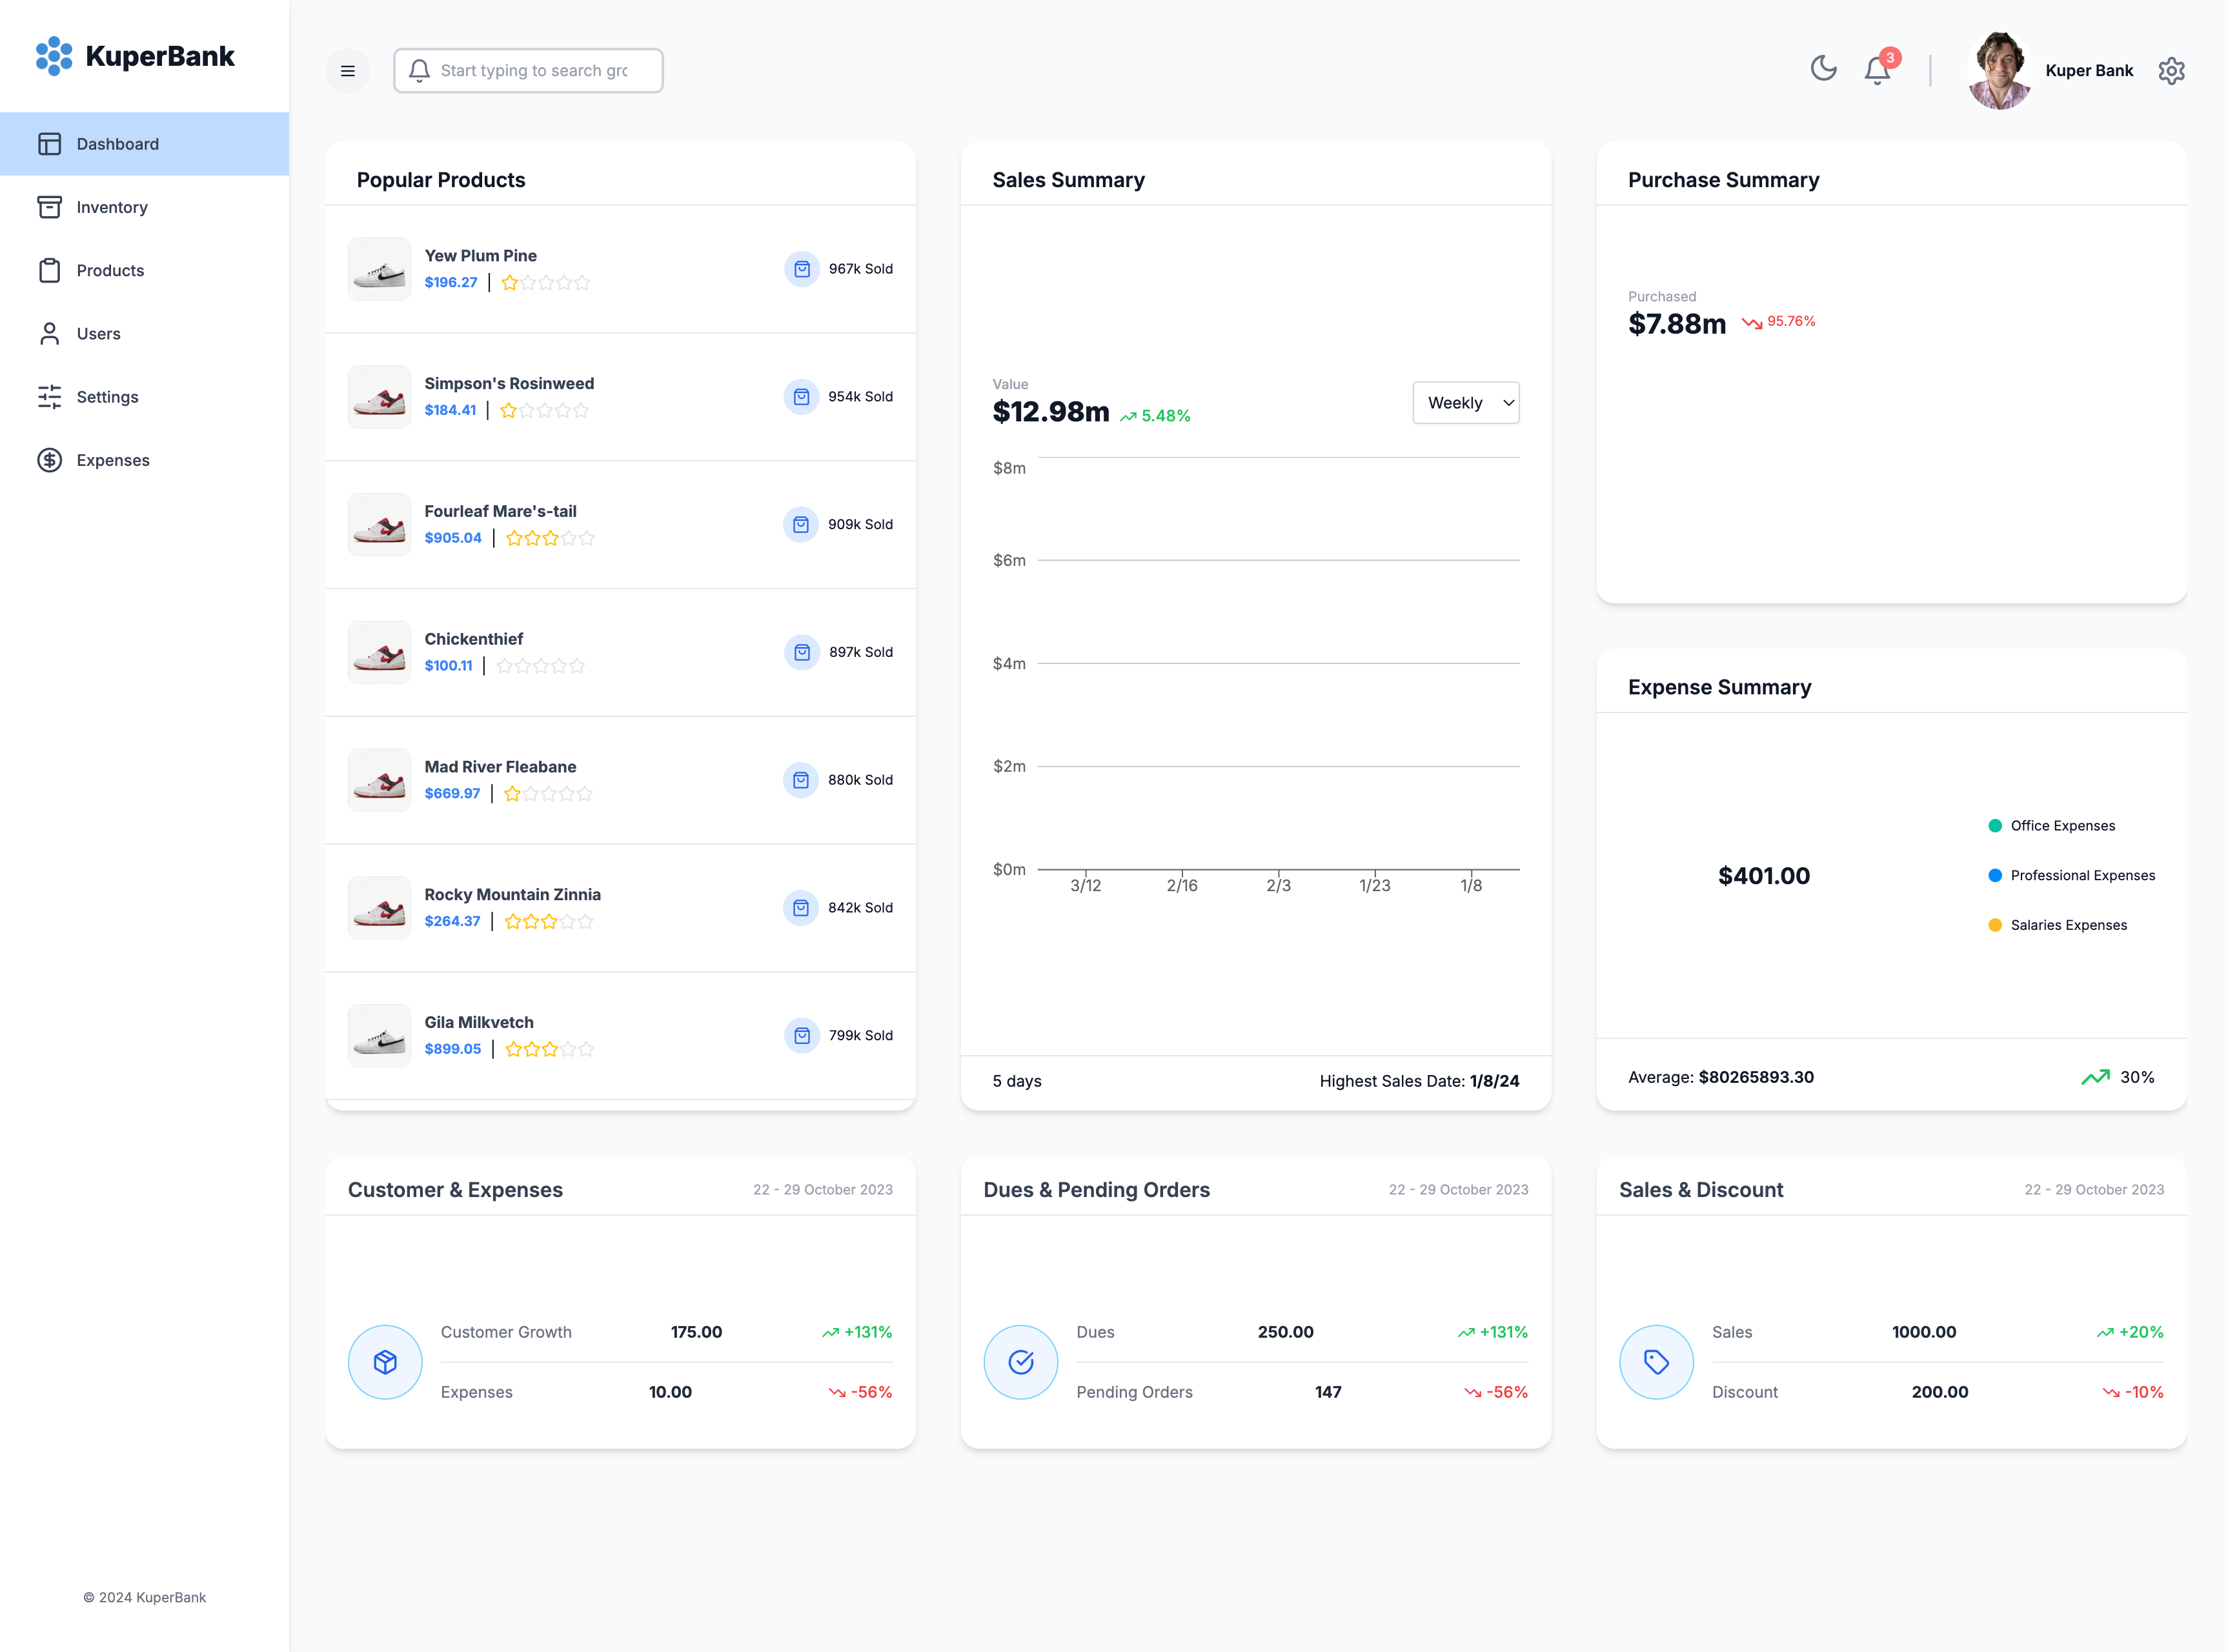 KuperBank
Start typing to search gro
3
Kuper Bank
Dashboard
Inventory
Products
Users
Settings
Expenses
© 2024 KuperBank
Popular Products
Yew Plum Pine
$196.27
967k Sold
Simpson's Rosinweed
$184.41
954k Sold
Fourleaf Mare's-tail
$905.04
909k Sold
Chickenthief
$100.11
897k Sold
Mad River Fleabane
$669.97
880k Sold
Rocky Mountain Zinnia
$264.37
842k Sold
Gila Milkvetch
$899.05
799k Sold
Sales Summary
Value
$12.98m 5.48%
Weekly
$8m
$6m
$4m
$2m
$0m
3/12 2/16 2/3 1/23 1/8
5 days
Highest Sales Date: 1/8/24
Purchase Summary
Purchased
$7.88m 95.76%
Expense Summary
$401.00
Office Expenses
Professional Expenses
Salaries Expenses
Average: $80265893.30
30%
Customer & Expenses
22 - 29 October 2023
Customer Growth 175.00 +131%
Expenses 10.00 -56%
Dues & Pending Orders
22 - 29 October 2023
Dues 250.00 +131%
Pending Orders 147 -56%
Sales & Discount
22 - 29 October 2023
Sales 1000.00 +20%
Discount 200.00 -10%